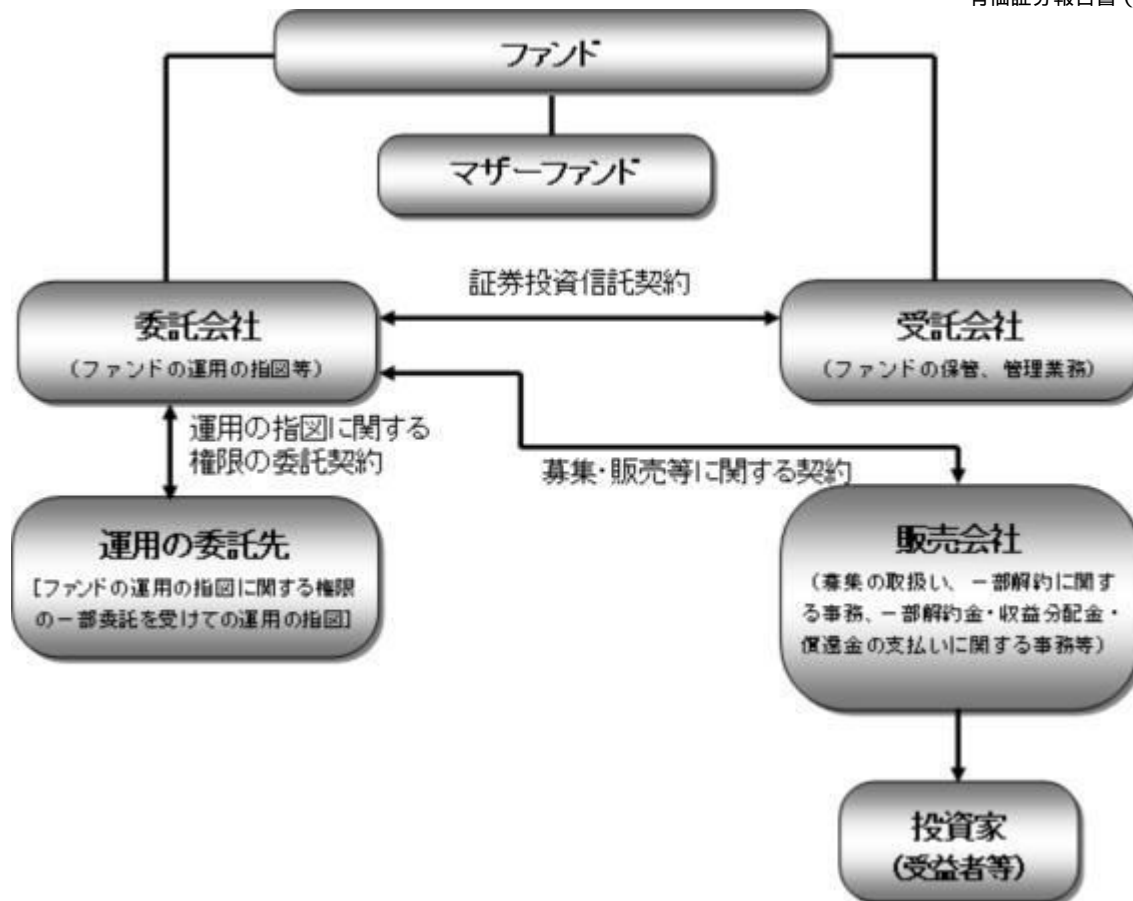 有価証券報告書(
ファンド
マザーファンド
証券投資信託契約
委託会社
(ファンドの運用の指図等)
受託会社
(ファンドの保管、管理業務)
運用の指図に関する
権限の委託契約
募集・販売等に関する契約
運用の委託先
[ファンドの運用の指図に関する権限
の一部委託を受けての運用の指図]
販売会社
(募集の取扱い、一部解約に関す
る事務、一部解約金・収益分配金・
償還金の支払いに関する事務等)
投資家
(受益者等)